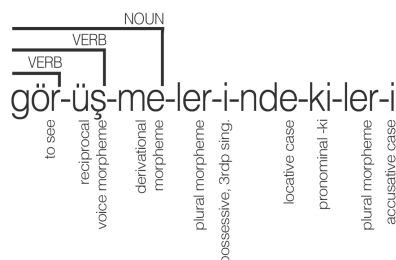 NOUN
VERB
VERB
gör-üş-me-ler-i-nde-ki-ler-i
to see
reciprocal
voice morpheme
derivational
morpheme
plural morpheme
possessive, 3rdp sing.
locative case
pronominal -ki
plural morpheme
accusative case